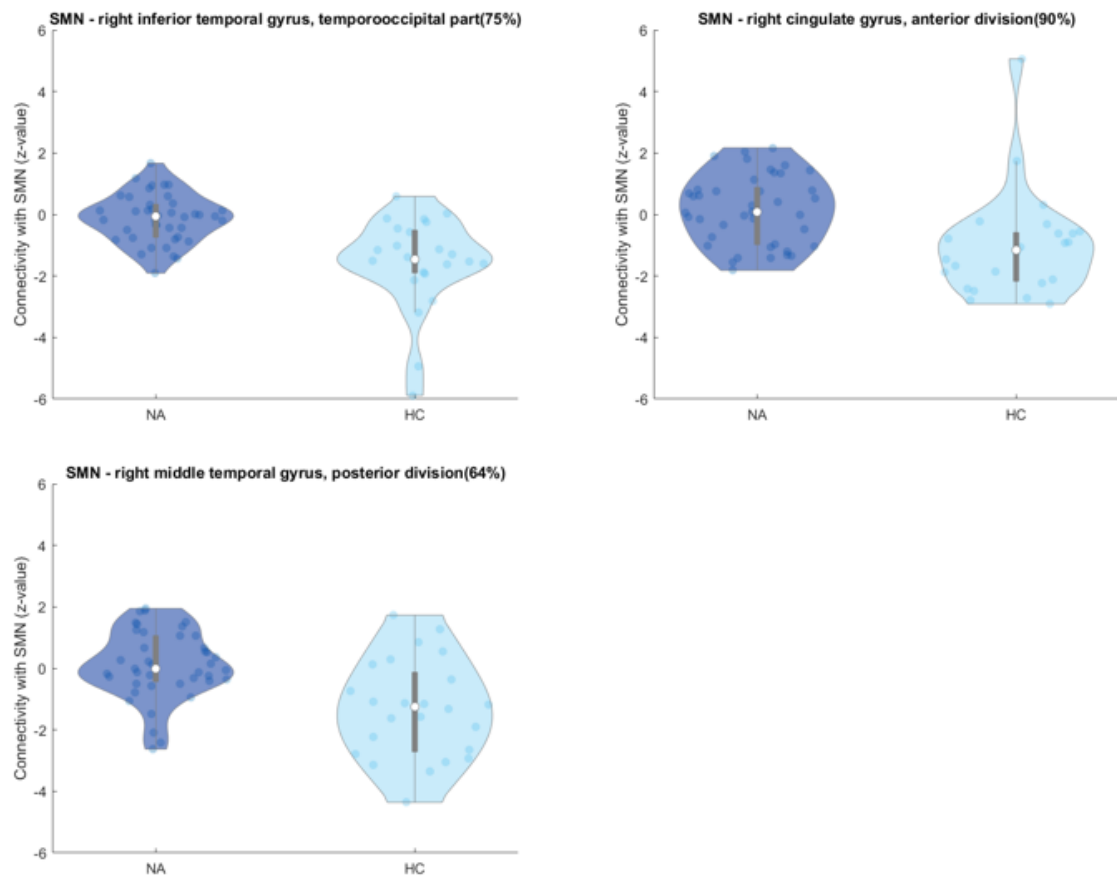 SMN - right inferior temporal gyrus, temporooccipital part(75%)
6
4
2
0
-2
-4
-6
Connectivity with SMN (z-value)
NA
HC
SMN - right cingulate gyrus, anterior division(90%)
6
4
2
0
-2
-4
-6
Connectivity with SMN (z-value)
NA
HC
SMN - right middle temporal gyrus, posterior division(64%)
6
4
2
0
-2
-4
-6
Connectivity with SMN (z-value)
NA
HC